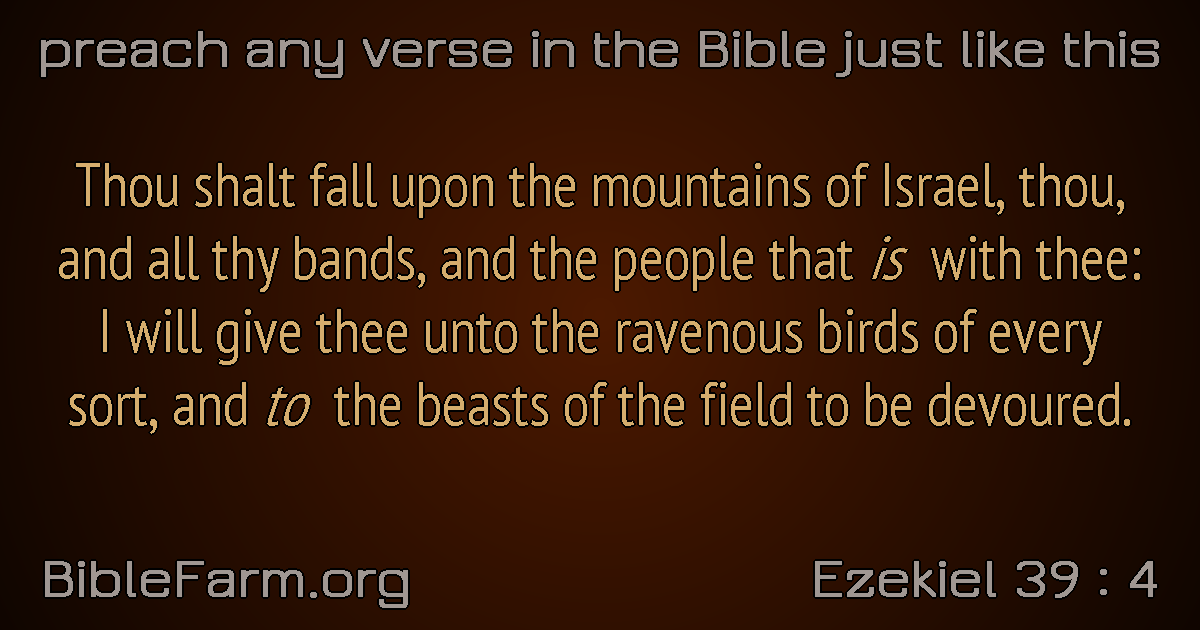 preach any verse in the Bible just like this
Thou shalt fall upon the mountains of Israel, thou,
and all thy bands, and the people that is with thee:
I will give thee unto the ravenous birds of every
sort, and to the beasts of the field to be devoured.
BibleFarm.org
Ezekiel 39 : 4